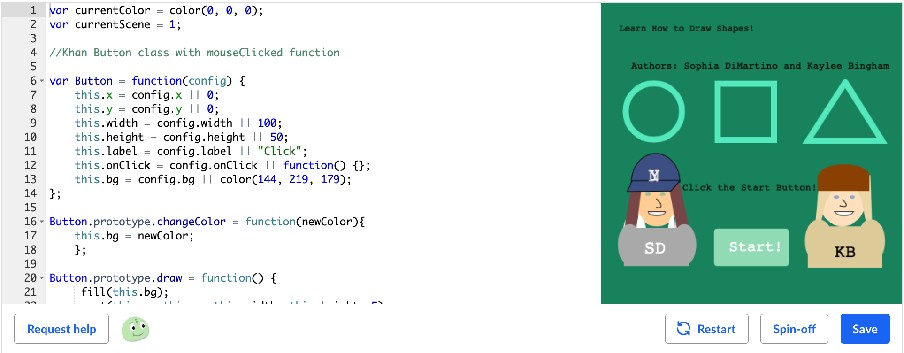 1 var currentColor = color(0, 0, 0);
2 var currentScene = 1;
3
4 //Khan Button class with mouseClicked function
5
6 var Button = function(config) {
7 this.x = config.x || 0;
8 this.y = config.y || 0;
9 this.width = config.width || 100;
10 this.height = config.height || 50;
11 this.label = config.label || "Click";
12 this.onClick = config.onClick || function() {};
13 this.bg = config.bg || color(144, 219, 179);
14 };
15
16 Button.prototype.changeColor = function(newColor){
17 this.bg = newColor;
18 };
19
20 Button.prototype.draw = function() {
21 fill(this.bg);
Learn How to Draw Shapes!
Authors: Sophia DiMartino and Kaylee Bingham
N
Click the Start Button!
SD
Start!
KB
Request help
Restart
Spin-off
Save